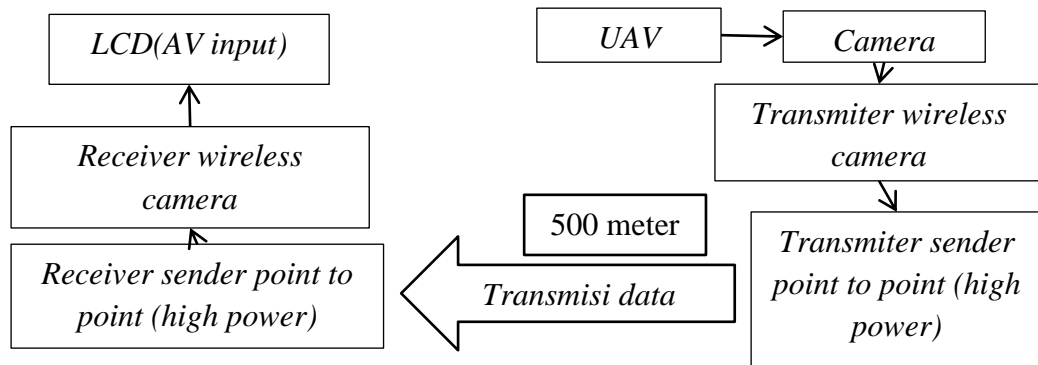 LCD(AV input)
UAV
Camera
Transmiter wireless
camera
Receiver wireless
camera
500 meter
Transmiter sender
point to point (high
power)
Transmisi data
Receiver sender point to
point (high power)